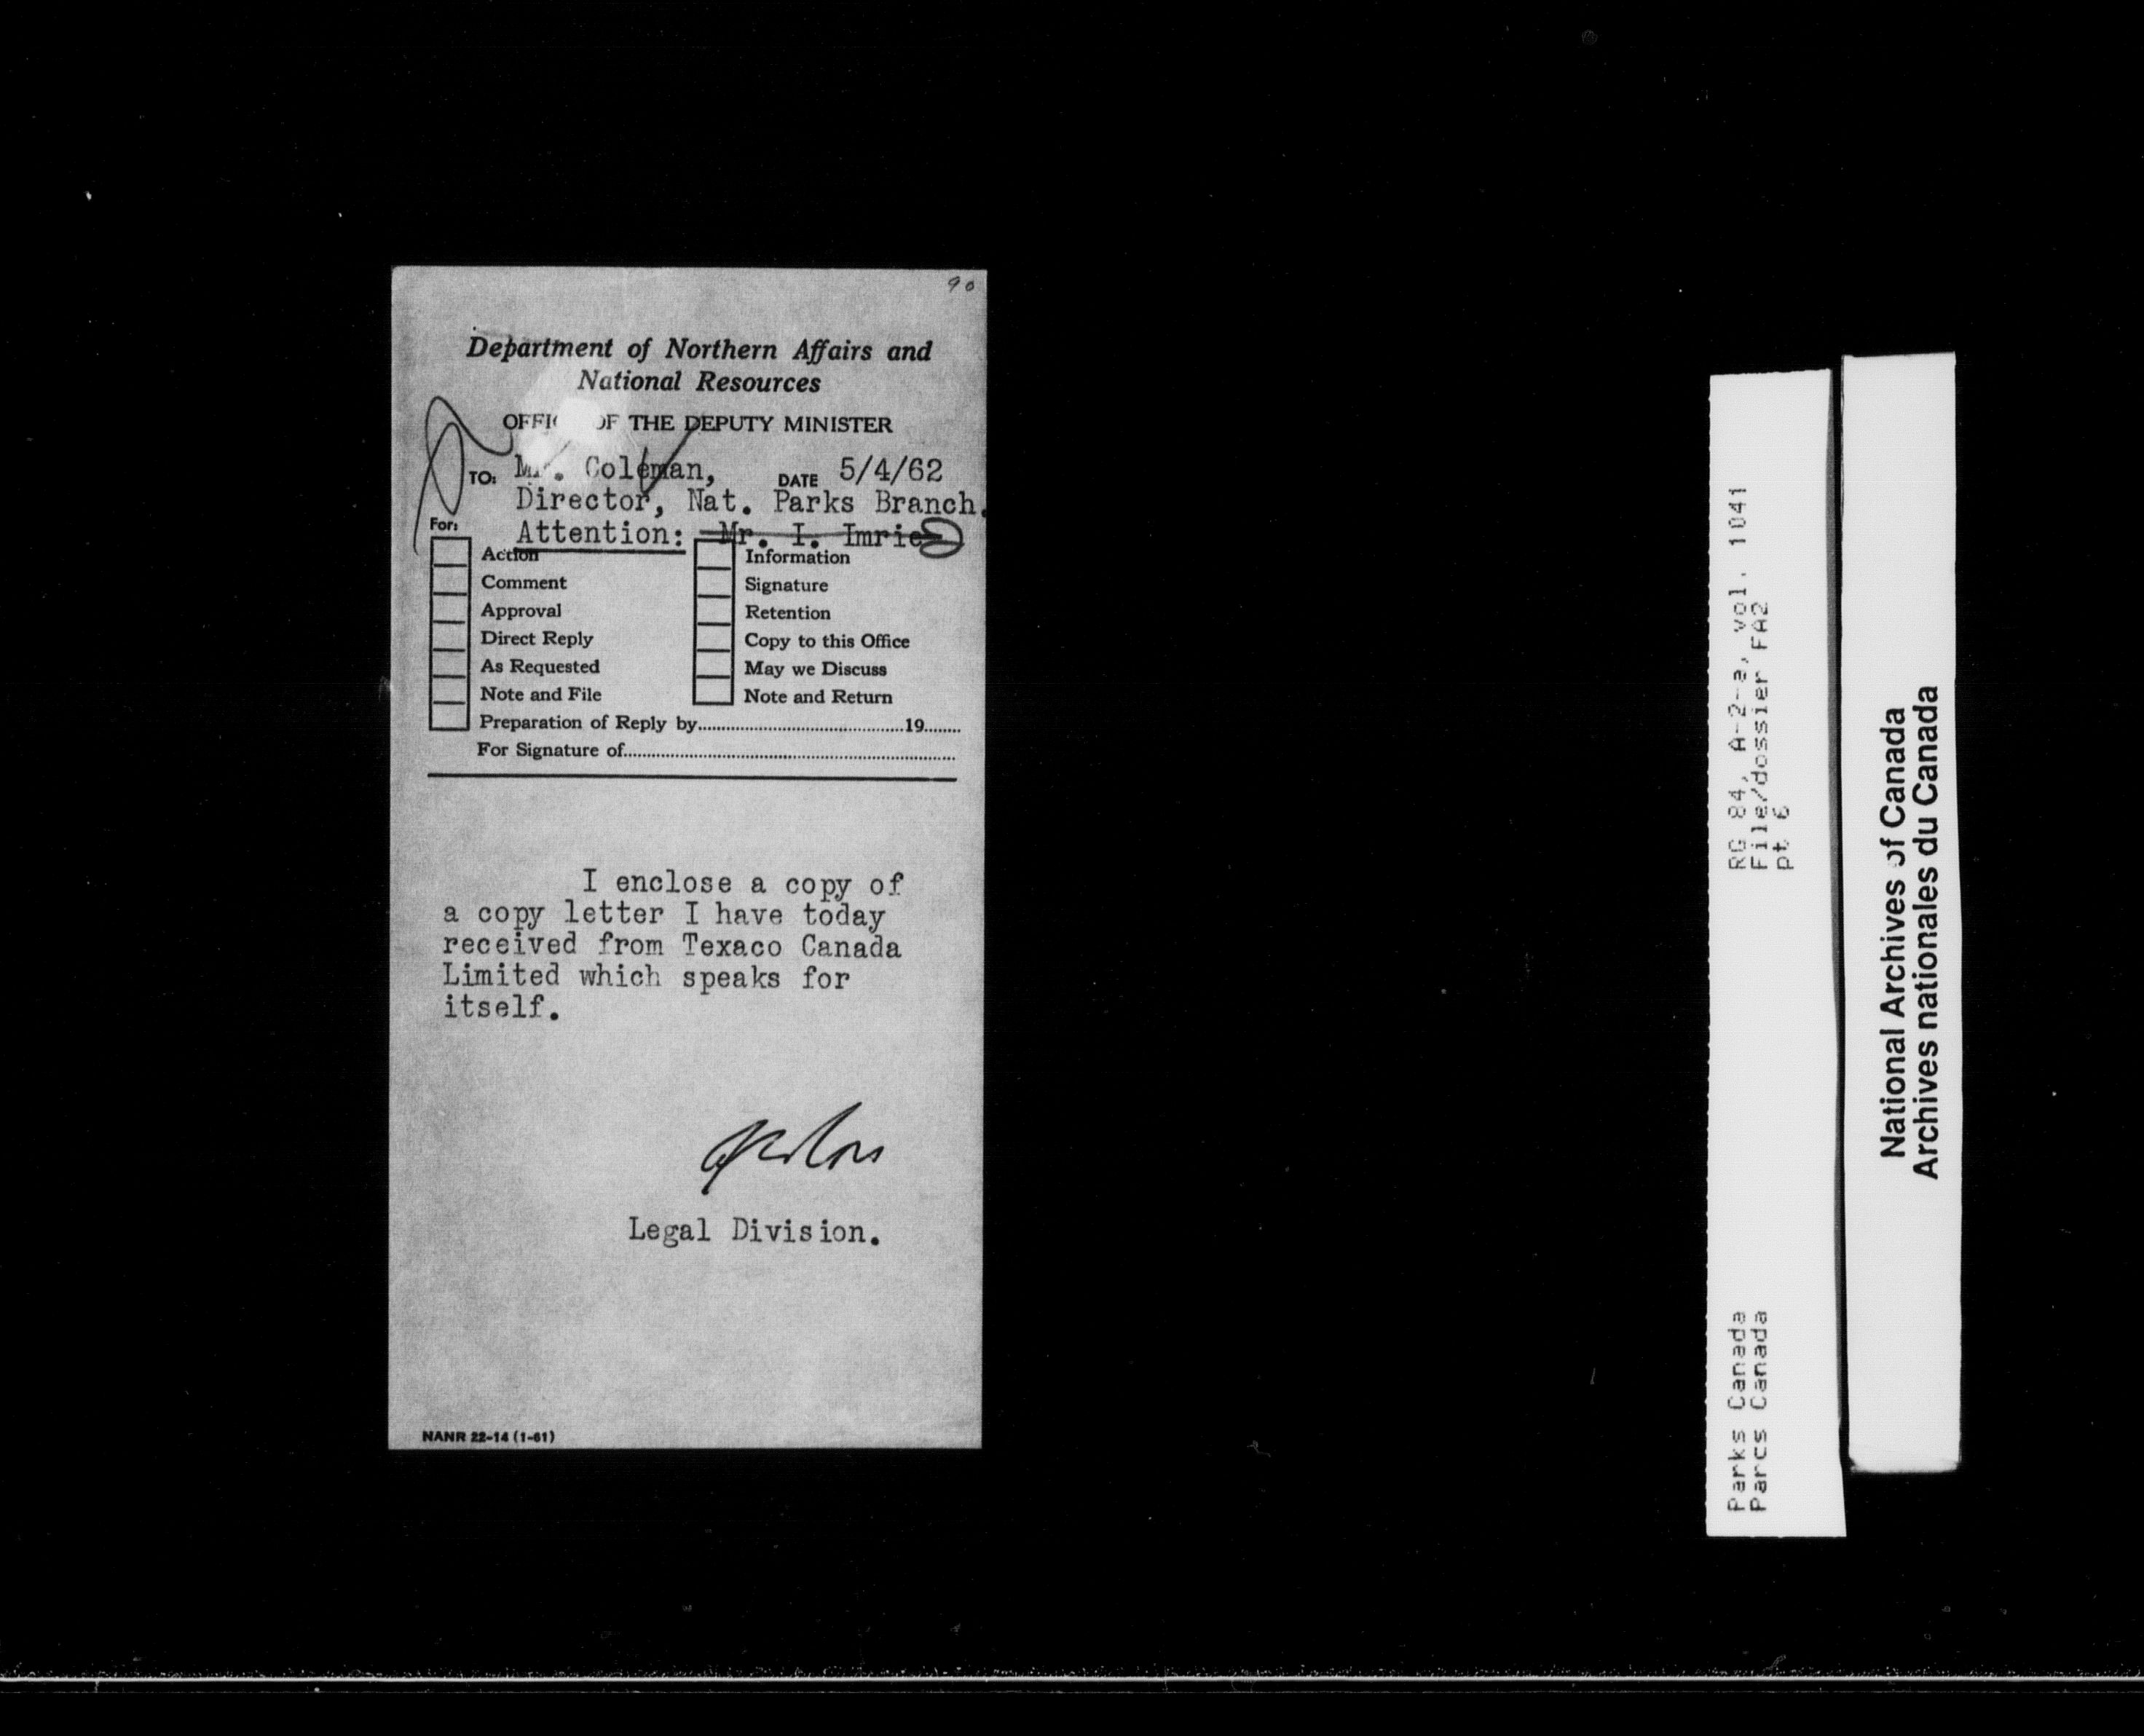 90
Department of Northern Affairs and
National Resources
OFFICE OF THE DEPUTY MINISTER
TO: Mr. Coleman, DATE 5/4/62
Director, Nat. Parks Branch.
For: Attention: Mr. I. Imrie
Action Information
Comment Signature
Approval Retention
Direct Reply Copy to this Office
As Requested May we Discuss
Note and File Note and Return
Preparation of Reply by........................................19........
For Signature of................................................................
I enclose a copy of
a copy letter I have today
received from Texaco Canada
Limited which speaks for
itself.
Legal Division.
NANR 22-14 (1-61)
RG 84, A-2-a, vol. 1041
File/dossier FA2
pt 6
Parks Canada
Parcs Canada
National Archives of Canada
Archives nationales du Canada